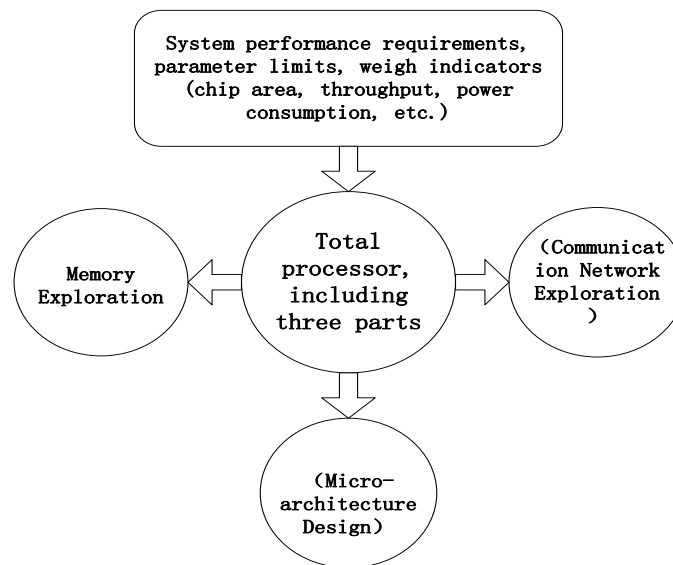 System performance requirements,
parameter limits, weigh indicators
(chip area, throughput, power
consumption, etc.)
Total
processor,
including
three parts
Memory
Exploration
(Communicat
ion Network
Exploration
)
(Micro-
architecture
Design)